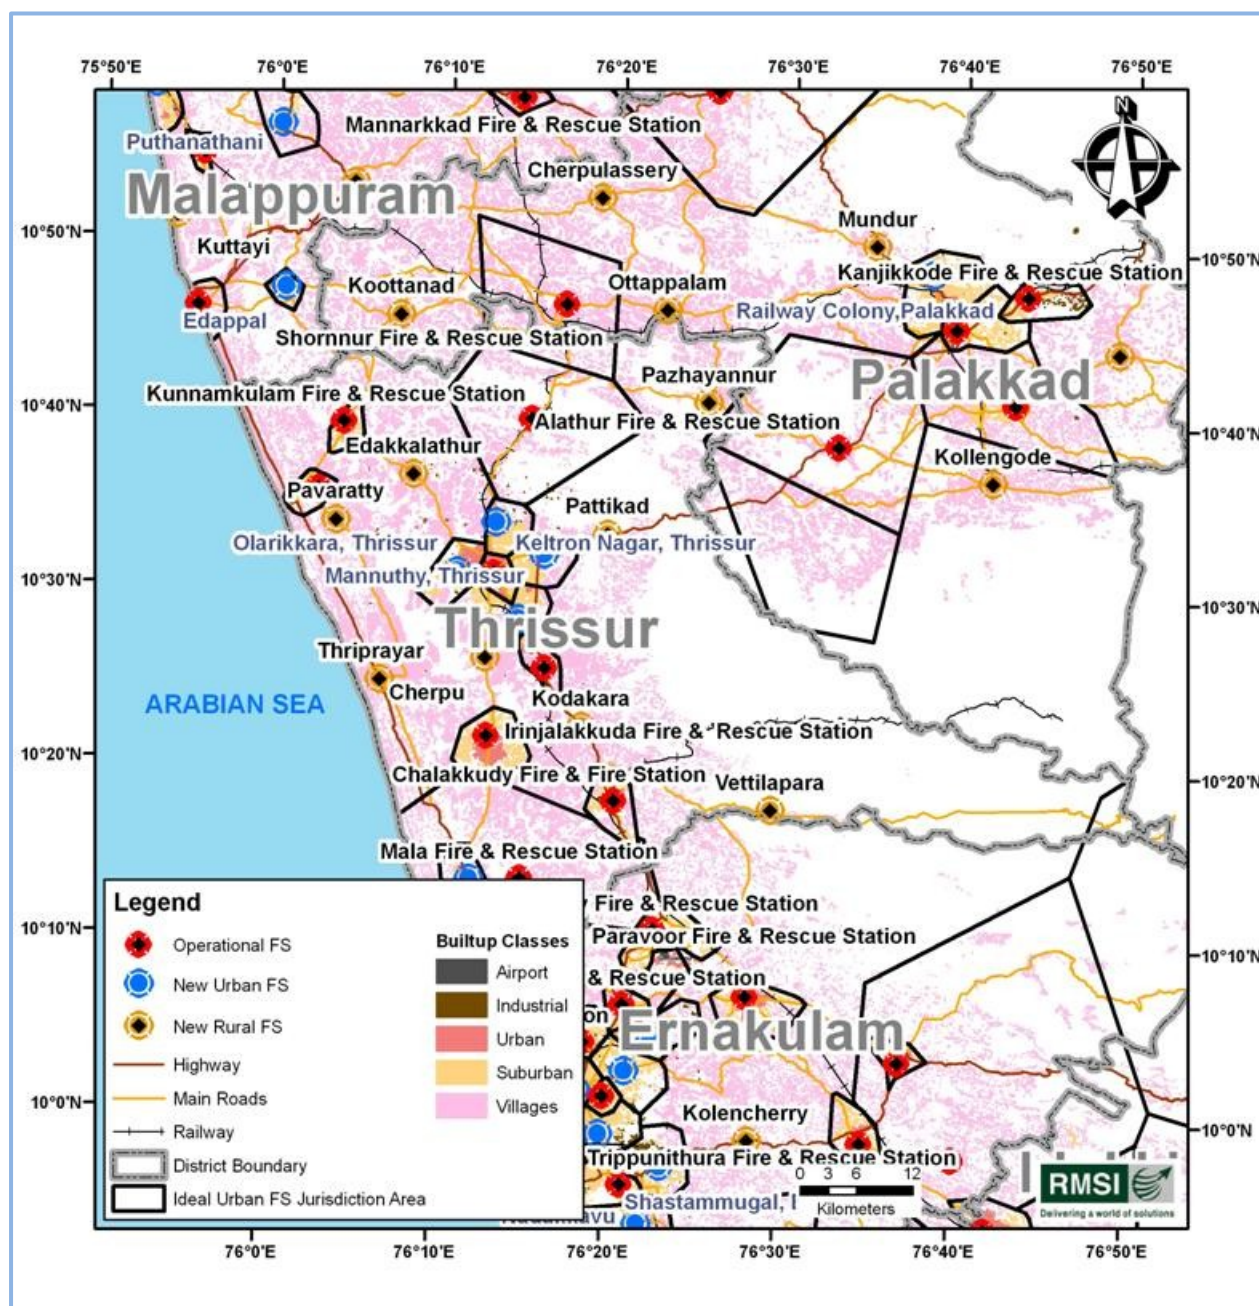 75°50'E 76°0'E 76°10'E 76°20'E 76°30'E 76°40'E 76°50'E
N
Mannarkkad Fire & Rescue Station
Puthanathani
Cherpulassery
Malappuram
Mundur
10°50'N
Kuttayi
10°50'N
Kanjikkode Fire & Rescue Station
Koottanad
Ottappalam
Railway Colony,Palakkad
Edappal
Shornnur Fire & Rescue Station
Pazhayannur
Palakkad
Kunnamkulam Fire & Rescue Station
10°40'N
Alathur Fire & Rescue Station
10°40'N
Edakkalathur
Kollengode
Pavaratty
Pattikad
Olarikkara, Thrissur
Keltron Nagar, Thrissur
10°30'N
Mannuthy, Thrissur
10°30'N
Thrissur
Thriprayar
Cherpu
Kodakara
ARABIAN SEA
Irinjalakkuda Fire & Rescue Station
10°20'N
Chalakkudy Fire & Fire Station
Vettilapara
10°20'N
Mala Fire & Rescue Station
Legend
y Fire & Rescue Station
10°10'N
Paravoor Fire & Rescue Station
10°10'N
Operational FS
New Urban FS
New Rural FS
Highway
Main Roads
Railway
District Boundary
Ideal Urban FS Jurisdiction Area
Builtup Classes
Airport
Industrial
Urban
Suburban
Villages
& Rescue Station
on
Ernakulam
10°0'N
Kolencherry
10°0'N
Trippunithura Fire & Rescue Station
0 3 6 12
Kilometers
Shastammugal,
RMSI
Delivering a world of solutions
76°0'E 76°10'E 76°20'E 76°30'E 76°40'E 76°50'E